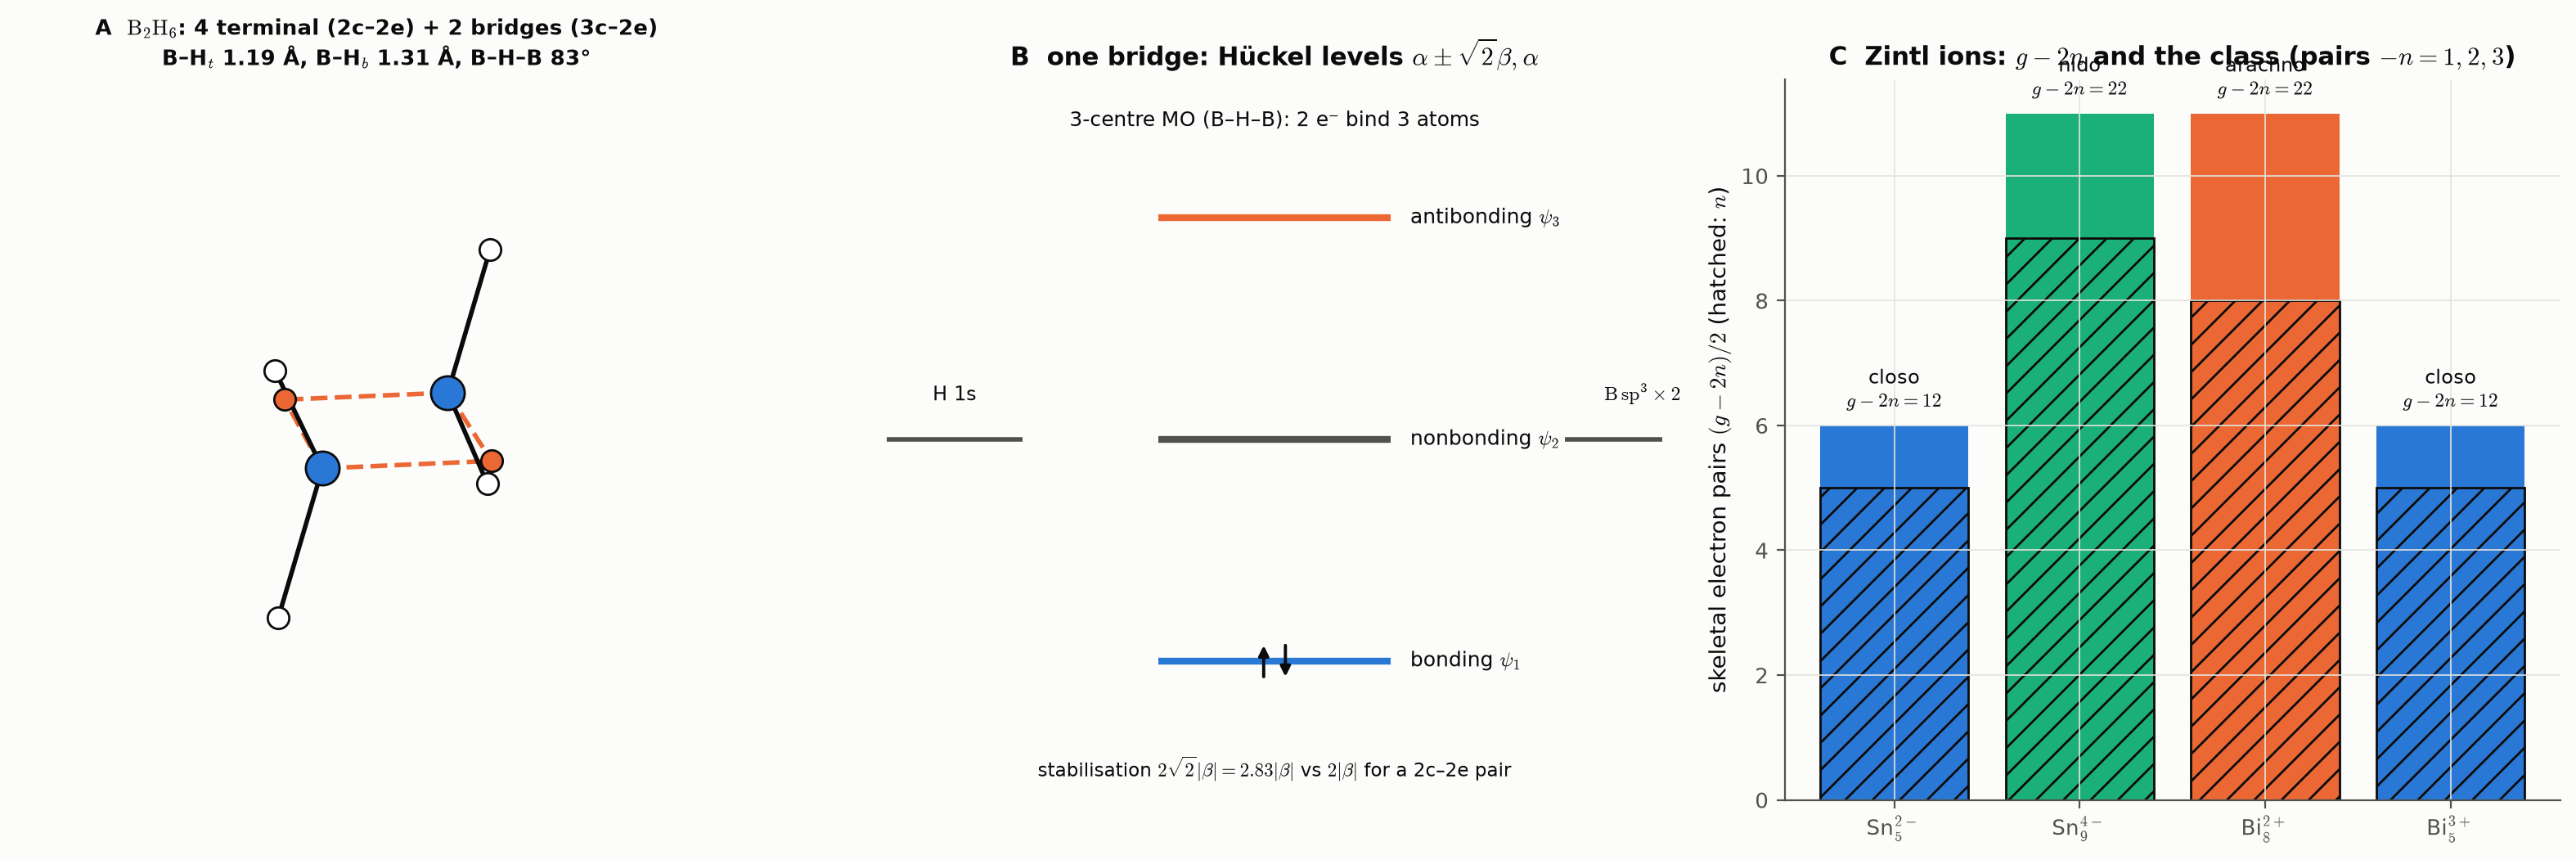 A B₂H₆: 4 terminal (2c–2e) + 2 bridges (3c–2e)
B–Hₜ 1.19 Å, B–H_b 1.31 Å, B–H–B 83°
B one bridge: Hückel levels α ± √2β, α
3-centre MO (B–H–B): 2 e⁻ bind 3 atoms
antibonding ψ₃
H 1s
B sp³ × 2
nonbonding ψ₂
bonding ψ₁
stabilisation 2√2|β| = 2.83|β| vs 2|β| for a 2c–2e pair
C Zintl ions: g − 2n and the class (pairs −n = 1, 2, 3)
nido
g − 2n = 22
arachno
g − 2n = 22
closo
g − 2n = 12
closo
g − 2n = 12
skeletal electron pairs (g − 2n)/2 (hatched: n)
10
8
6
4
2
0
Sn₅²⁻
Sn₉⁴⁻
Bi₈²⁺
Bi₅³⁺